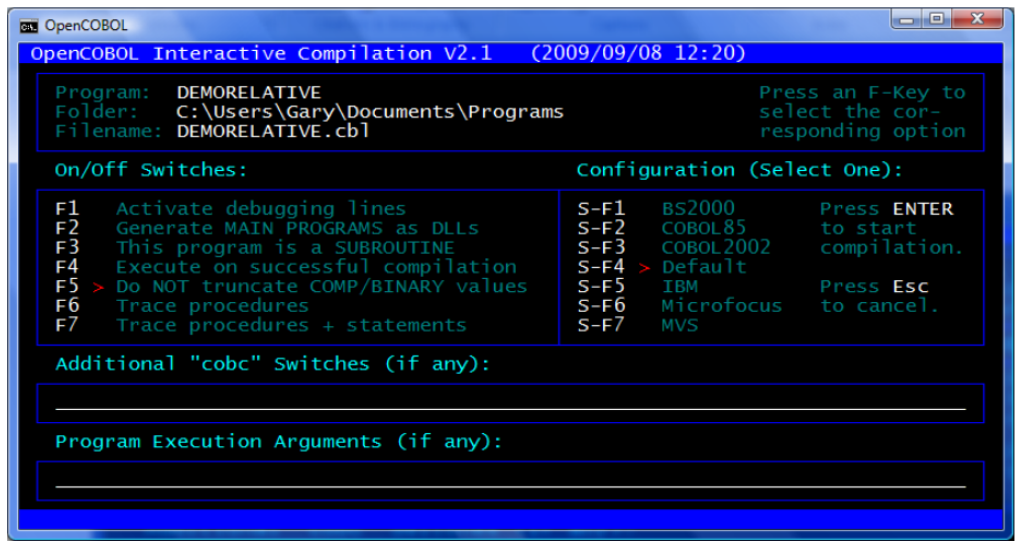 OpenCOBOL
OpenCOBOL Interactive Compilation V2.1 (2009/09/08 12:20)
Program: DEMORELATIVE Press an F-Key to
Folder: C:\Users\Gary\Documents\Programs select the cor-
Filename: DEMORELATIVE.cbl responding option
On/Off Switches: Configuration (Select One):
F1 Activate debugging lines S-F1 BS2000 Press ENTER
F2 Generate MAIN PROGRAMS as DLLs S-F2 COBOL85 to start
F3 This program is a SUBROUTINE S-F3 COBOL2002 compilation.
F4 Execute on successful compilation S-F4 > Default
F5 > Do NOT truncate COMP/BINARY values S-F5 IBM Press Esc
F6 Trace procedures S-F6 Microfocus to cancel.
F7 Trace procedures + statements S-F7 MVS
Additional "cobc" Switches (if any):
Program Execution Arguments (if any):